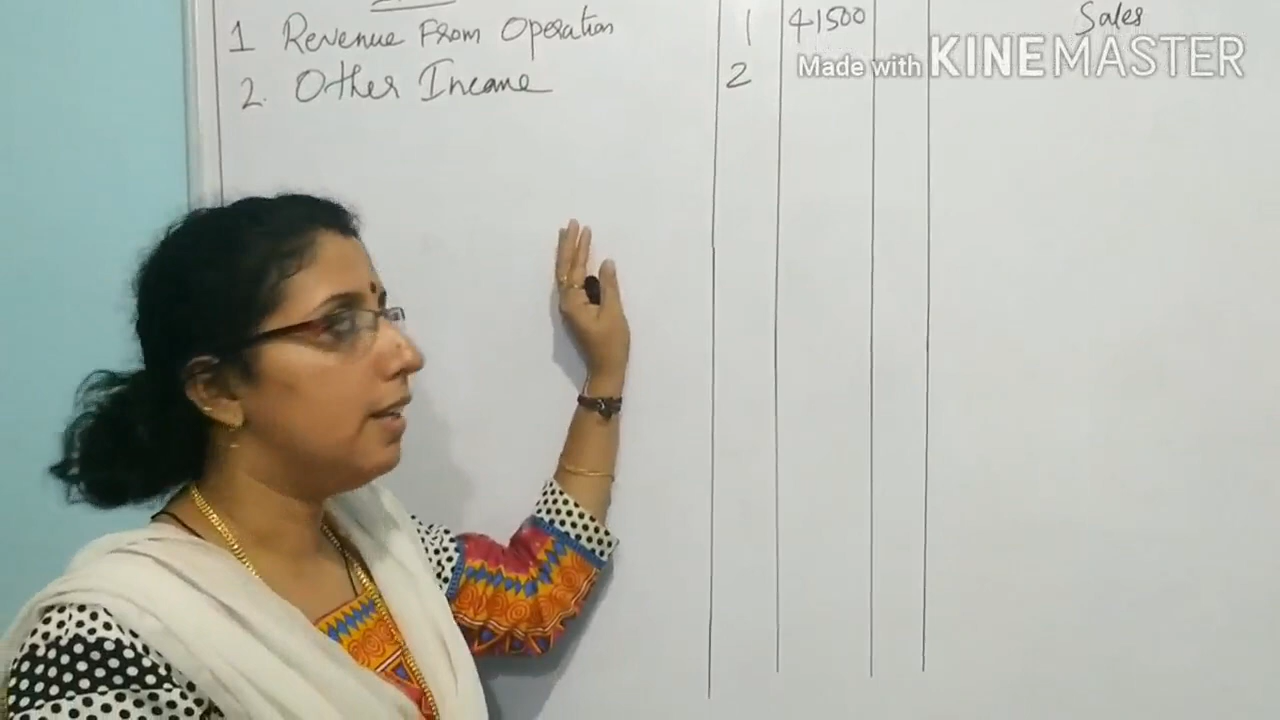 1 Revenue From Operation 1 41500 Sales
2. Other Income 2
Made with KINEMASTER